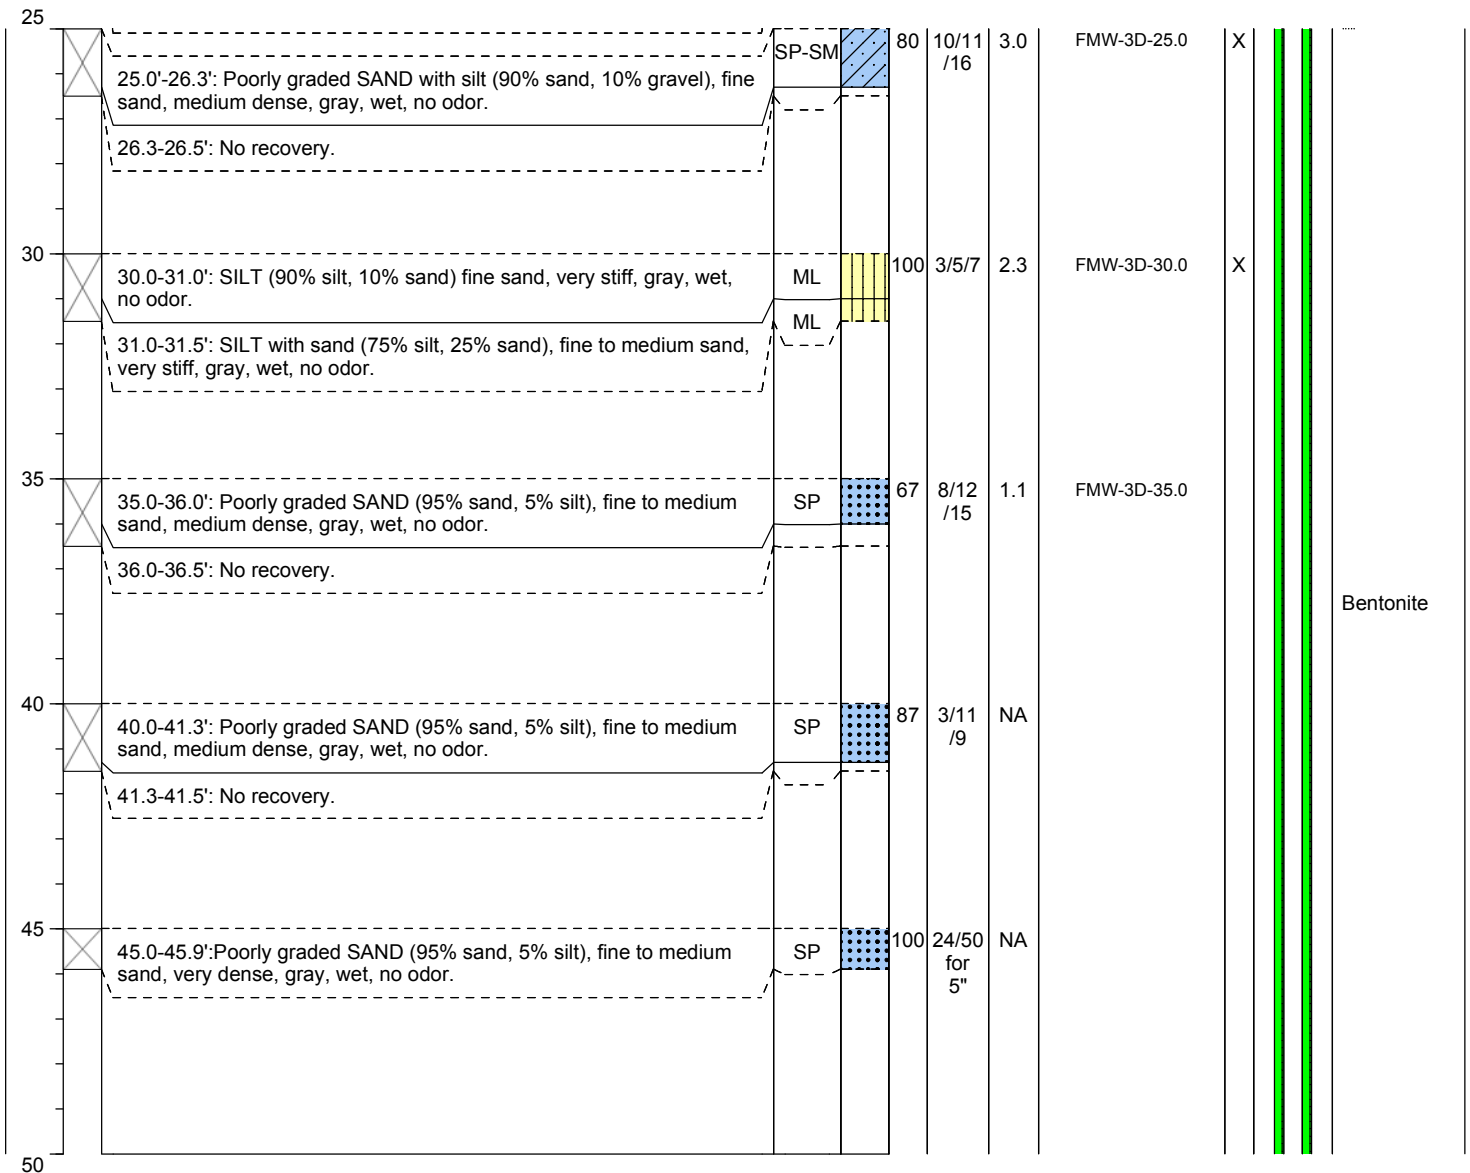 25
SP-SM
80
10/11
/16
3.0
FMW-3D-25.0
X
25.0'-26.3': Poorly graded SAND with silt (90% sand, 10% gravel), fine
sand, medium dense, gray, wet, no odor.
26.3-26.5': No recovery.
30
30.0-31.0': SILT (90% silt, 10% sand) fine sand, very stiff, gray, wet,
no odor.
ML
100
3/5/7
2.3
FMW-3D-30.0
X
ML
31.0-31.5': SILT with sand (75% silt, 25% sand), fine to medium sand,
very stiff, gray, wet, no odor.
35
35.0-36.0': Poorly graded SAND (95% sand, 5% silt), fine to medium
sand, medium dense, gray, wet, no odor.
SP
67
8/12
/15
1.1
FMW-3D-35.0
36.0-36.5': No recovery.
Bentonite
40
40.0-41.3': Poorly graded SAND (95% sand, 5% silt), fine to medium
sand, medium dense, gray, wet, no odor.
SP
87
3/11
/9
NA
41.3-41.5': No recovery.
45
45.0-45.9':Poorly graded SAND (95% sand, 5% silt), fine to medium
sand, very dense, gray, wet, no odor.
SP
100
24/50
for
5"
NA
50